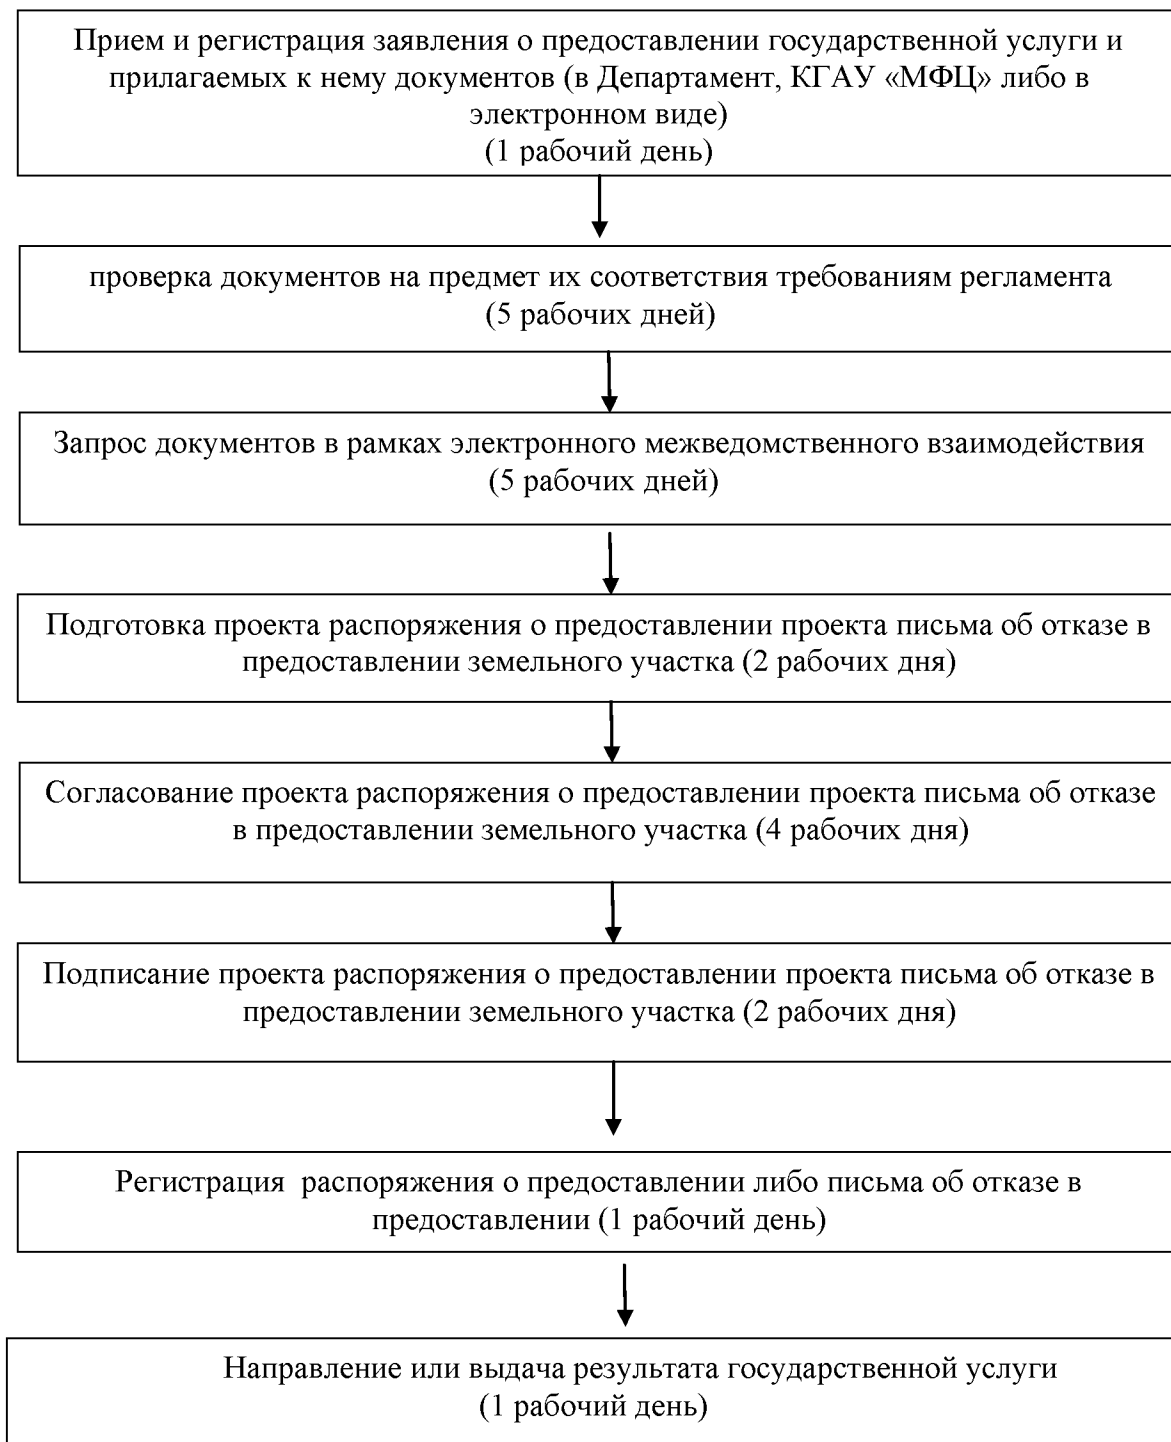 Прием и регистрация заявления о предоставлении государственной услуги и
прилагаемых к нему документов (в Департамент, КГАУ «МФЦ» либо в
электронном виде)
(1 рабочий день)
проверка документов на предмет их соответствия требованиям регламента
(5 рабочих дней)
Запрос документов в рамках электронного межведомственного взаимодействия
(5 рабочих дней)
Подготовка проекта распоряжения о предоставлении проекта письма об отказе в
предоставлении земельного участка (2 рабочих дня)
Согласование проекта распоряжения о предоставлении проекта письма об отказе
в предоставлении земельного участка (4 рабочих дня)
Подписание проекта распоряжения о предоставлении проекта письма об отказе в
предоставлении земельного участка (2 рабочих дня)
Регистрация  распоряжения о предоставлении либо письма об отказе в
предоставлении (1 рабочий день)
Направление или выдача результата государственной услуги
(1 рабочий день)